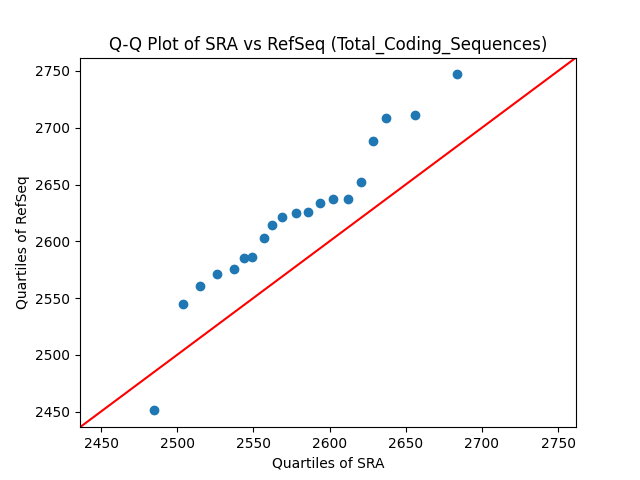 Q-Q Plot of SRA vs RefSeq (Total_Coding_Sequences)
Quartiles of RefSeq
2750
2700
2650
2600
2550
2500
2450
2450 2500 2550 2600 2650 2700 2750
Quartiles of SRA